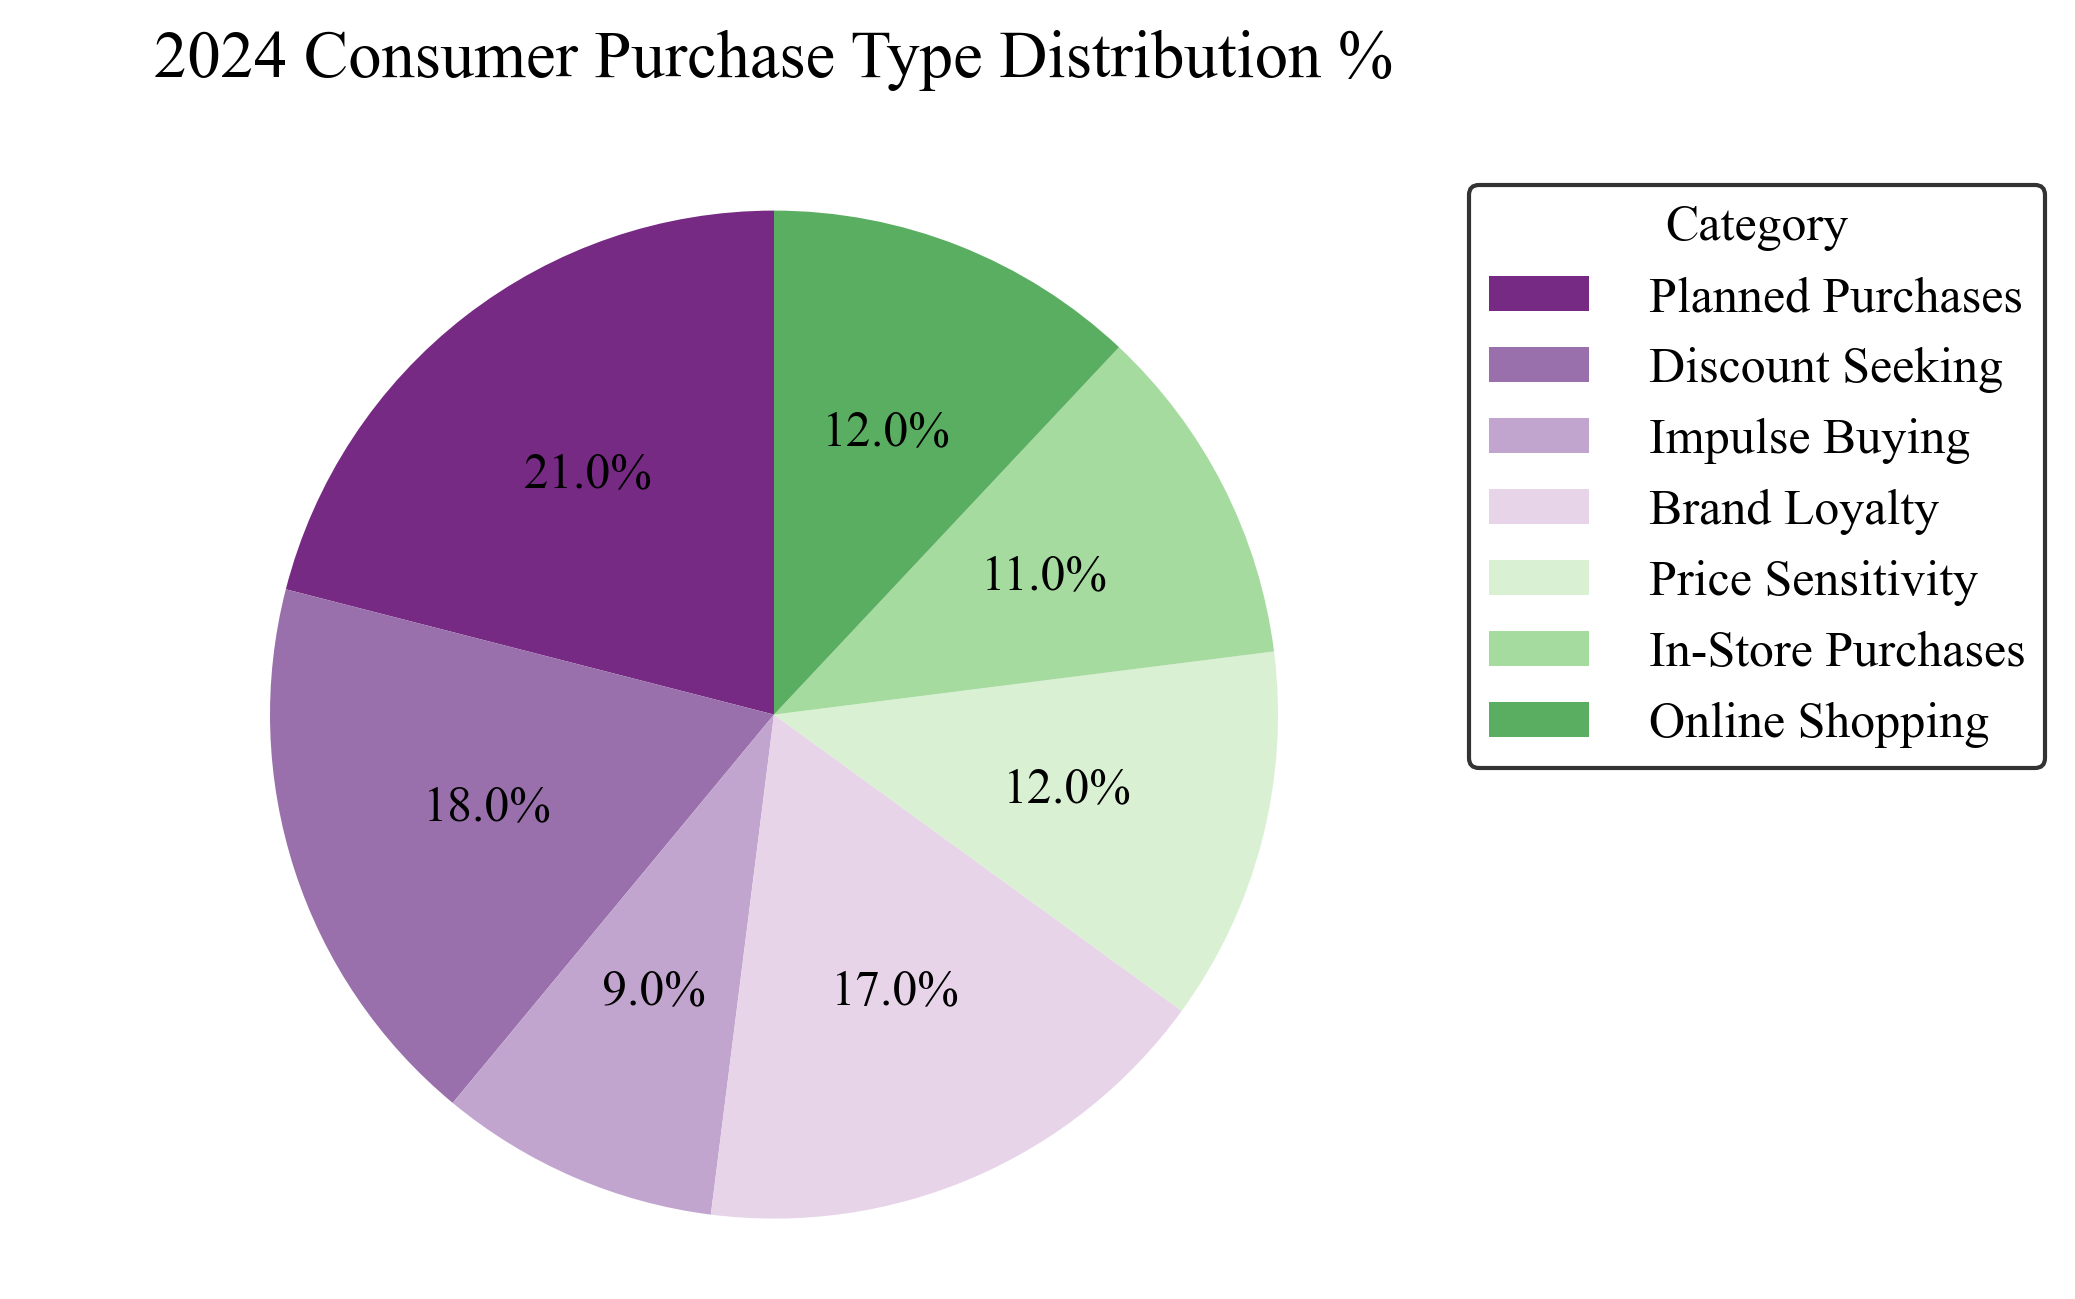 2024 Consumer Purchase Type Distribution %
Category
Planned Purchases
Discount Seeking
Impulse Buying
Brand Loyalty
Price Sensitivity
In-Store Purchases
Online Shopping
12.0%
21.0%
11.0%
12.0%
18.0%
9.0%
17.0%